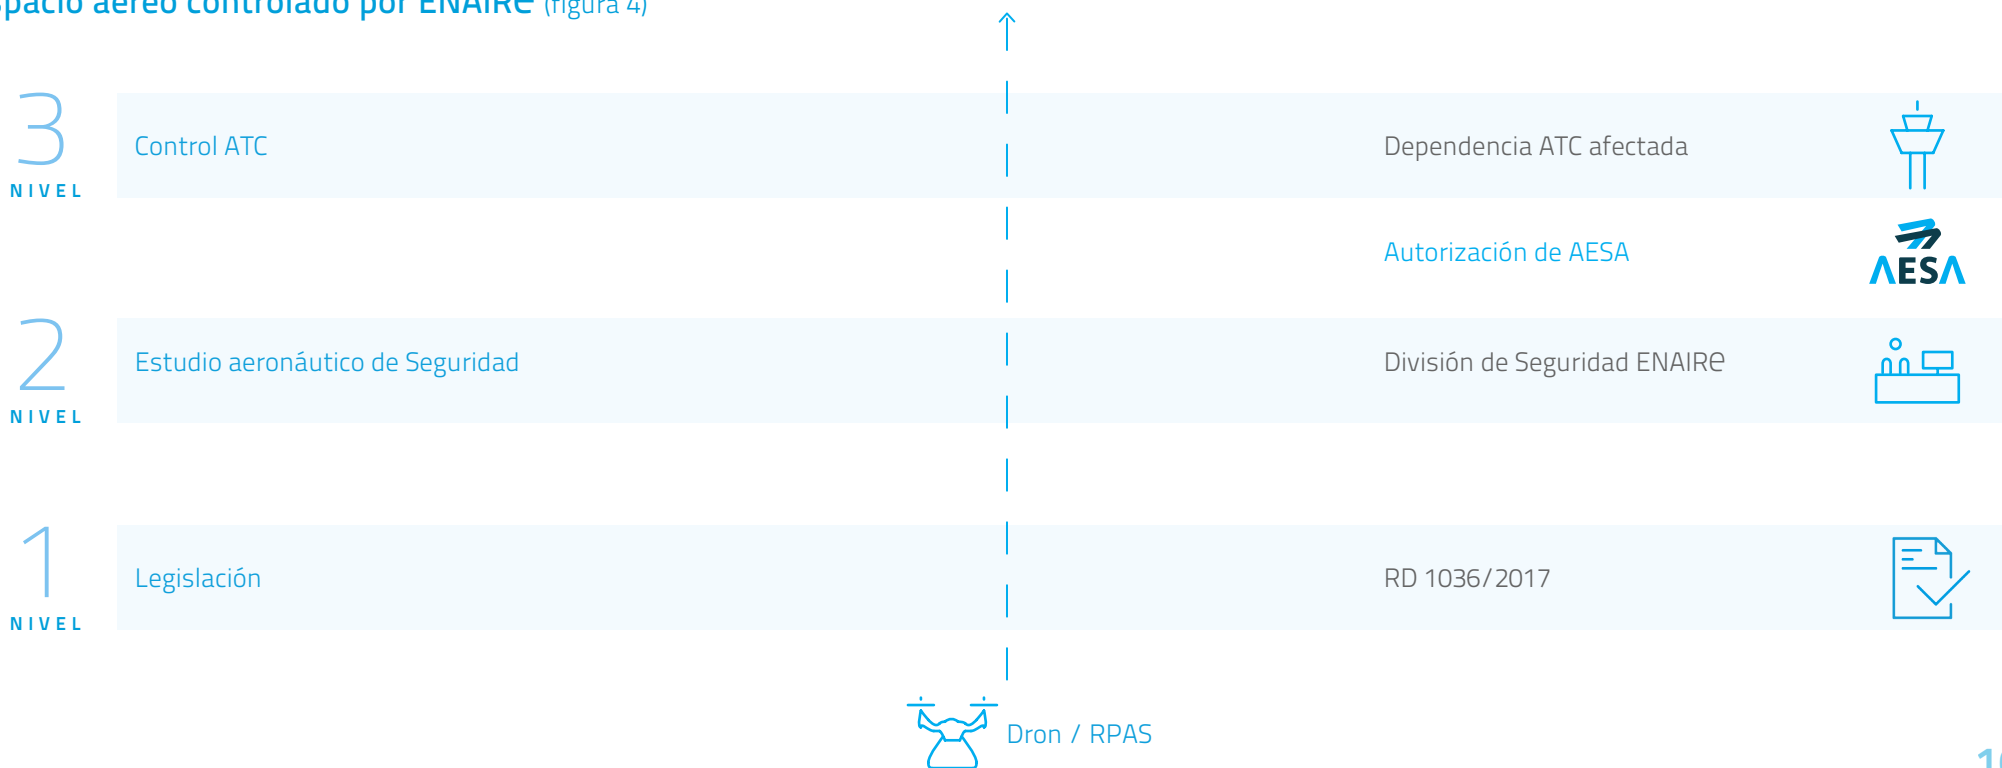 aéreo controlado por ENAIRE (figura 4)
3
NIVEL
Control ATC
Dependencia ATC afectada
Autorización de AESA
AESA
2
NIVEL
Estudio aeronáutico de Seguridad
División de Seguridad ENAIRE
1
NIVEL
Legislación
RD 1036/2017
Dron / RPAS